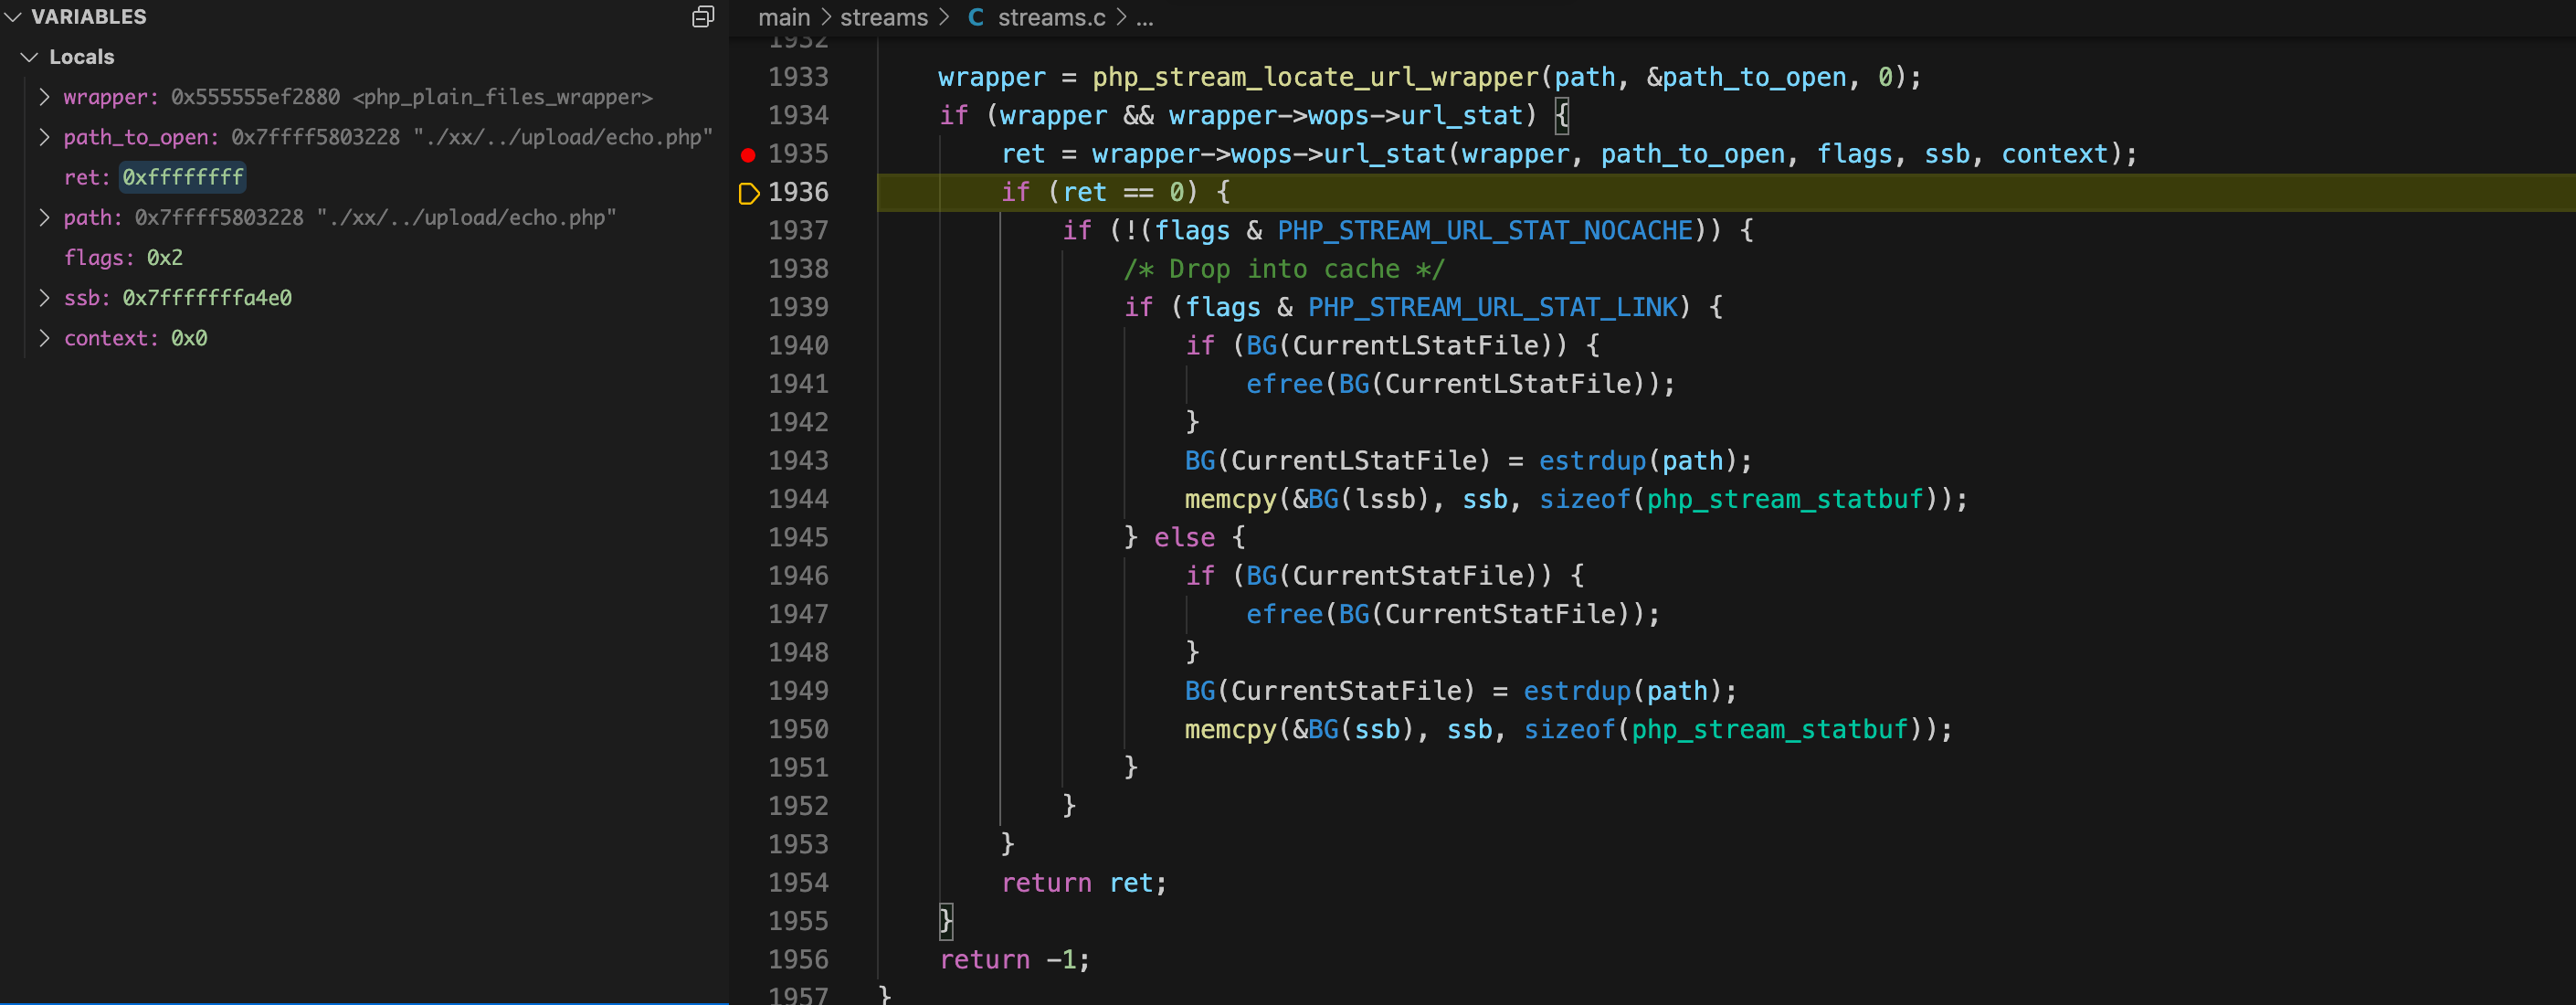 VARIABLES
Locals
wrapper: 0x555555ef2880 <php_plain_files_wrapper>
path_to_open: 0x7ffff5803228 "./xx/../upload/echo.php"
ret: 0xffffffff
path: 0x7ffff5803228 "./xx/../upload/echo.php"
flags: 0x2
ssb: 0x7fffffffa4e0
context: 0x0
main > streams > C streams.c > ...
1932
1933 wrapper = php_stream_locate_url_wrapper(path, &path_to_open, 0);
1934 if (wrapper && wrapper->wops->url_stat) {
1935 ret = wrapper->wops->url_stat(wrapper, path_to_open, flags, ssb, context);
1936 if (ret == 0) {
1937 if (!(flags & PHP_STREAM_URL_STAT_NOCACHE)) {
1938 /* Drop into cache */
1939 if (flags & PHP_STREAM_URL_STAT_LINK) {
1940 if (BG(CurrentLStatFile)) {
1941 efree(BG(CurrentLStatFile));
1942 }
1943 BG(CurrentLStatFile) = estrdup(path);
1944 memcpy(&BG(lssb), ssb, sizeof(php_stream_statbuf));
1945 } else {
1946 if (BG(CurrentStatFile)) {
1947 efree(BG(CurrentStatFile));
1948 }
1949 BG(CurrentStatFile) = estrdup(path);
1950 memcpy(&BG(ssb), ssb, sizeof(php_stream_statbuf));
1951 }
1952 }
1953 }
1954 return ret;
1955 }
1956 return -1;
1957 }